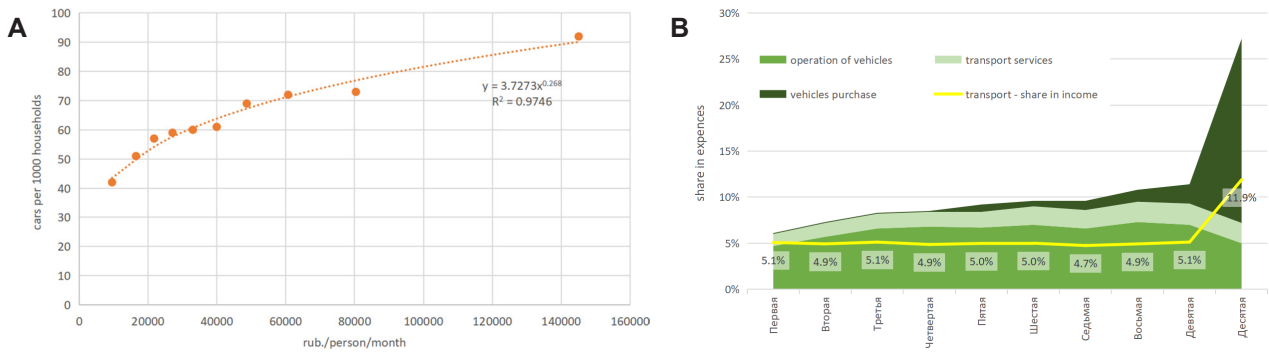 A
100
90
80
70
60
50
40
30
20
10
0
cars per 1000 households
0 20000 40000 60000 80000 100000 120000 140000 160000
rub./person/month
y = 3.7273x^0.268
R² = 0.9746
B
30%
25%
20%
15%
10%
5%
0%
share in expences
operation of vehicles
transport services
vehicles purchase
transport - share in income
5.1% 4.9% 5.1% 4.9% 5.0% 5.0% 4.7% 4.9% 5.1% 11.9%
Первая
Вторая
Третья
Четвертая
Пятая
Шестая
Седьмая
Восьмая
Девята
Десятая